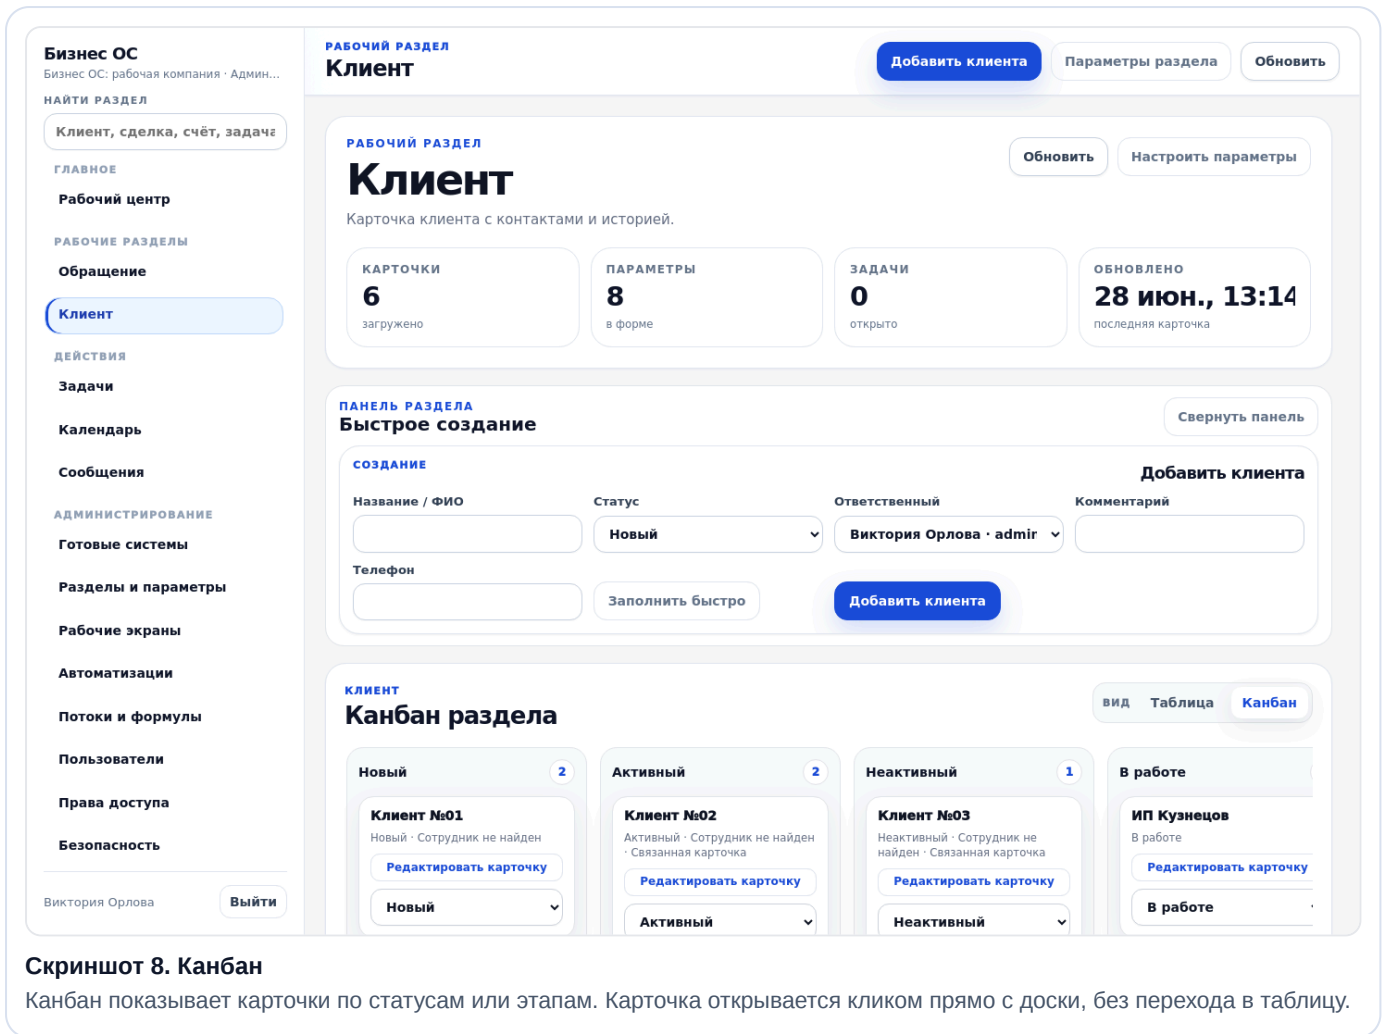 Бизнес ОС
Бизнес ОС: рабочая компания · Админ...
НАЙТИ РАЗДЕЛ
Клиент, сделка, счёт, задача
ГЛАВНОЕ
Рабочий центр
РАБОЧИЕ РАЗДЕЛЫ
Обращение
Клиент
ДЕЙСТВИЯ
Задачи
Календарь
Сообщения
АДМИНИСТРИРОВАНИЕ
Готовые системы
Разделы и параметры
Рабочие экраны
Автоматизации
Потоки и формулы
Пользователи
Права доступа
Безопасность
Виктория Орлова
Выйти
РАБОЧИЙ РАЗДЕЛ
Клиент
Добавить клиента
Параметры раздела
Обновить
РАБОЧИЙ РАЗДЕЛ
Клиент
Карточка клиента с контактами и историей.
Обновить
Настроить параметры
КАРТОЧКИ
6
загружено
ПАРАМЕТРЫ
8
в форме
ЗАДАЧИ
0
открыто
ОБНОВЛЕНО
28 июн., 13:14
последняя карточка
ПАНЕЛЬ РАЗДЕЛА
Быстрое создание
Свернуть панель
СОЗДАНИЕ
Добавить клиента
Название / ФИО
Статус
Новый
Ответственный
Виктория Орлова · admin
Комментарий
Телефон
Заполнить быстро
Добавить клиента
КЛИЕНТ
Канбан раздела
ВИД
Таблица
Канбан
Новый
2
Клиент №01
Новый · Сотрудник не найден
Редактировать карточку
Новый
Активный
2
Клиент №02
Активный · Сотрудник не найден
· Связанная карточка
Редактировать карточку
Активный
Неактивный
1
Клиент №03
Неактивный · Сотрудник не
найден · Связанная карточка
Редактировать карточку
Неактивный
В работе
ИП Кузнецов
В работе
Редактировать карточку
В работе
Скриншот 8. Канбан
Канбан показывает карточки по статусам или этапам. Карточка открывается кликом прямо с доски, без перехода в таблицу.